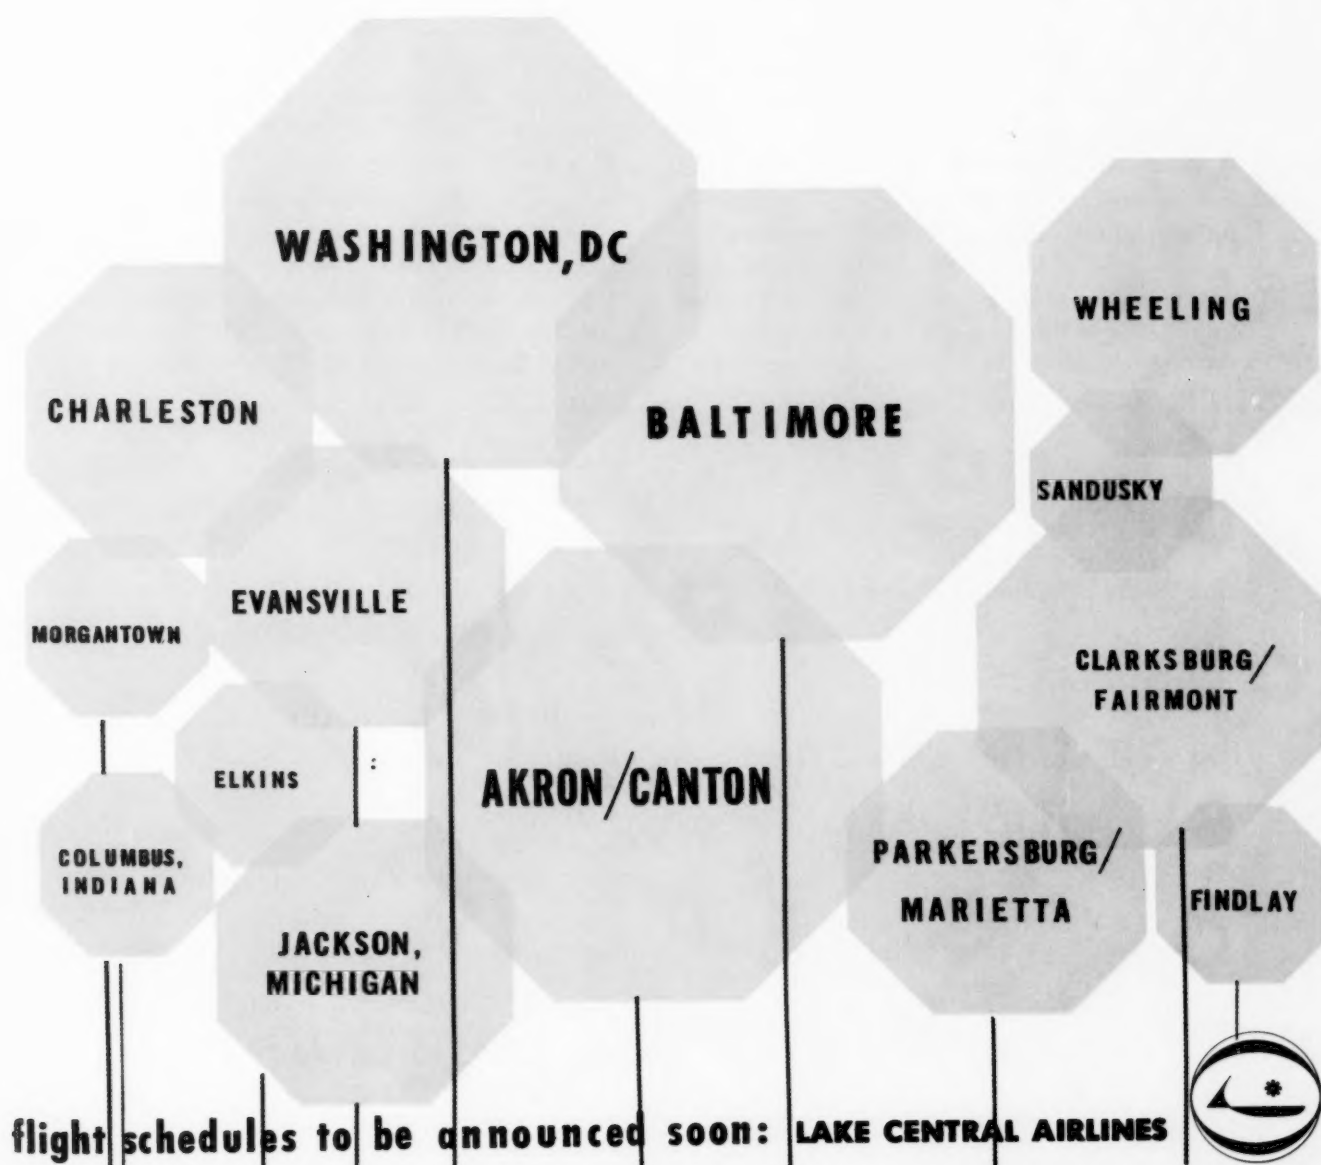 WASHINGTON, DC
WHEELING
CHARLESTON
BALTIMORE
SANDUSKY
EVANSVILLE
MORGANTOWN
CLARKSBURG/
FAIRMONT
ELKINS
AKRON/CANTON
COLUMBUS,
INDIANA
PARKERSBURG/
MARIETTA
FINDLAY
JACKSON,
MICHIGAN
flight schedules to be announced soon: LAKE CENTRAL AIRLINES